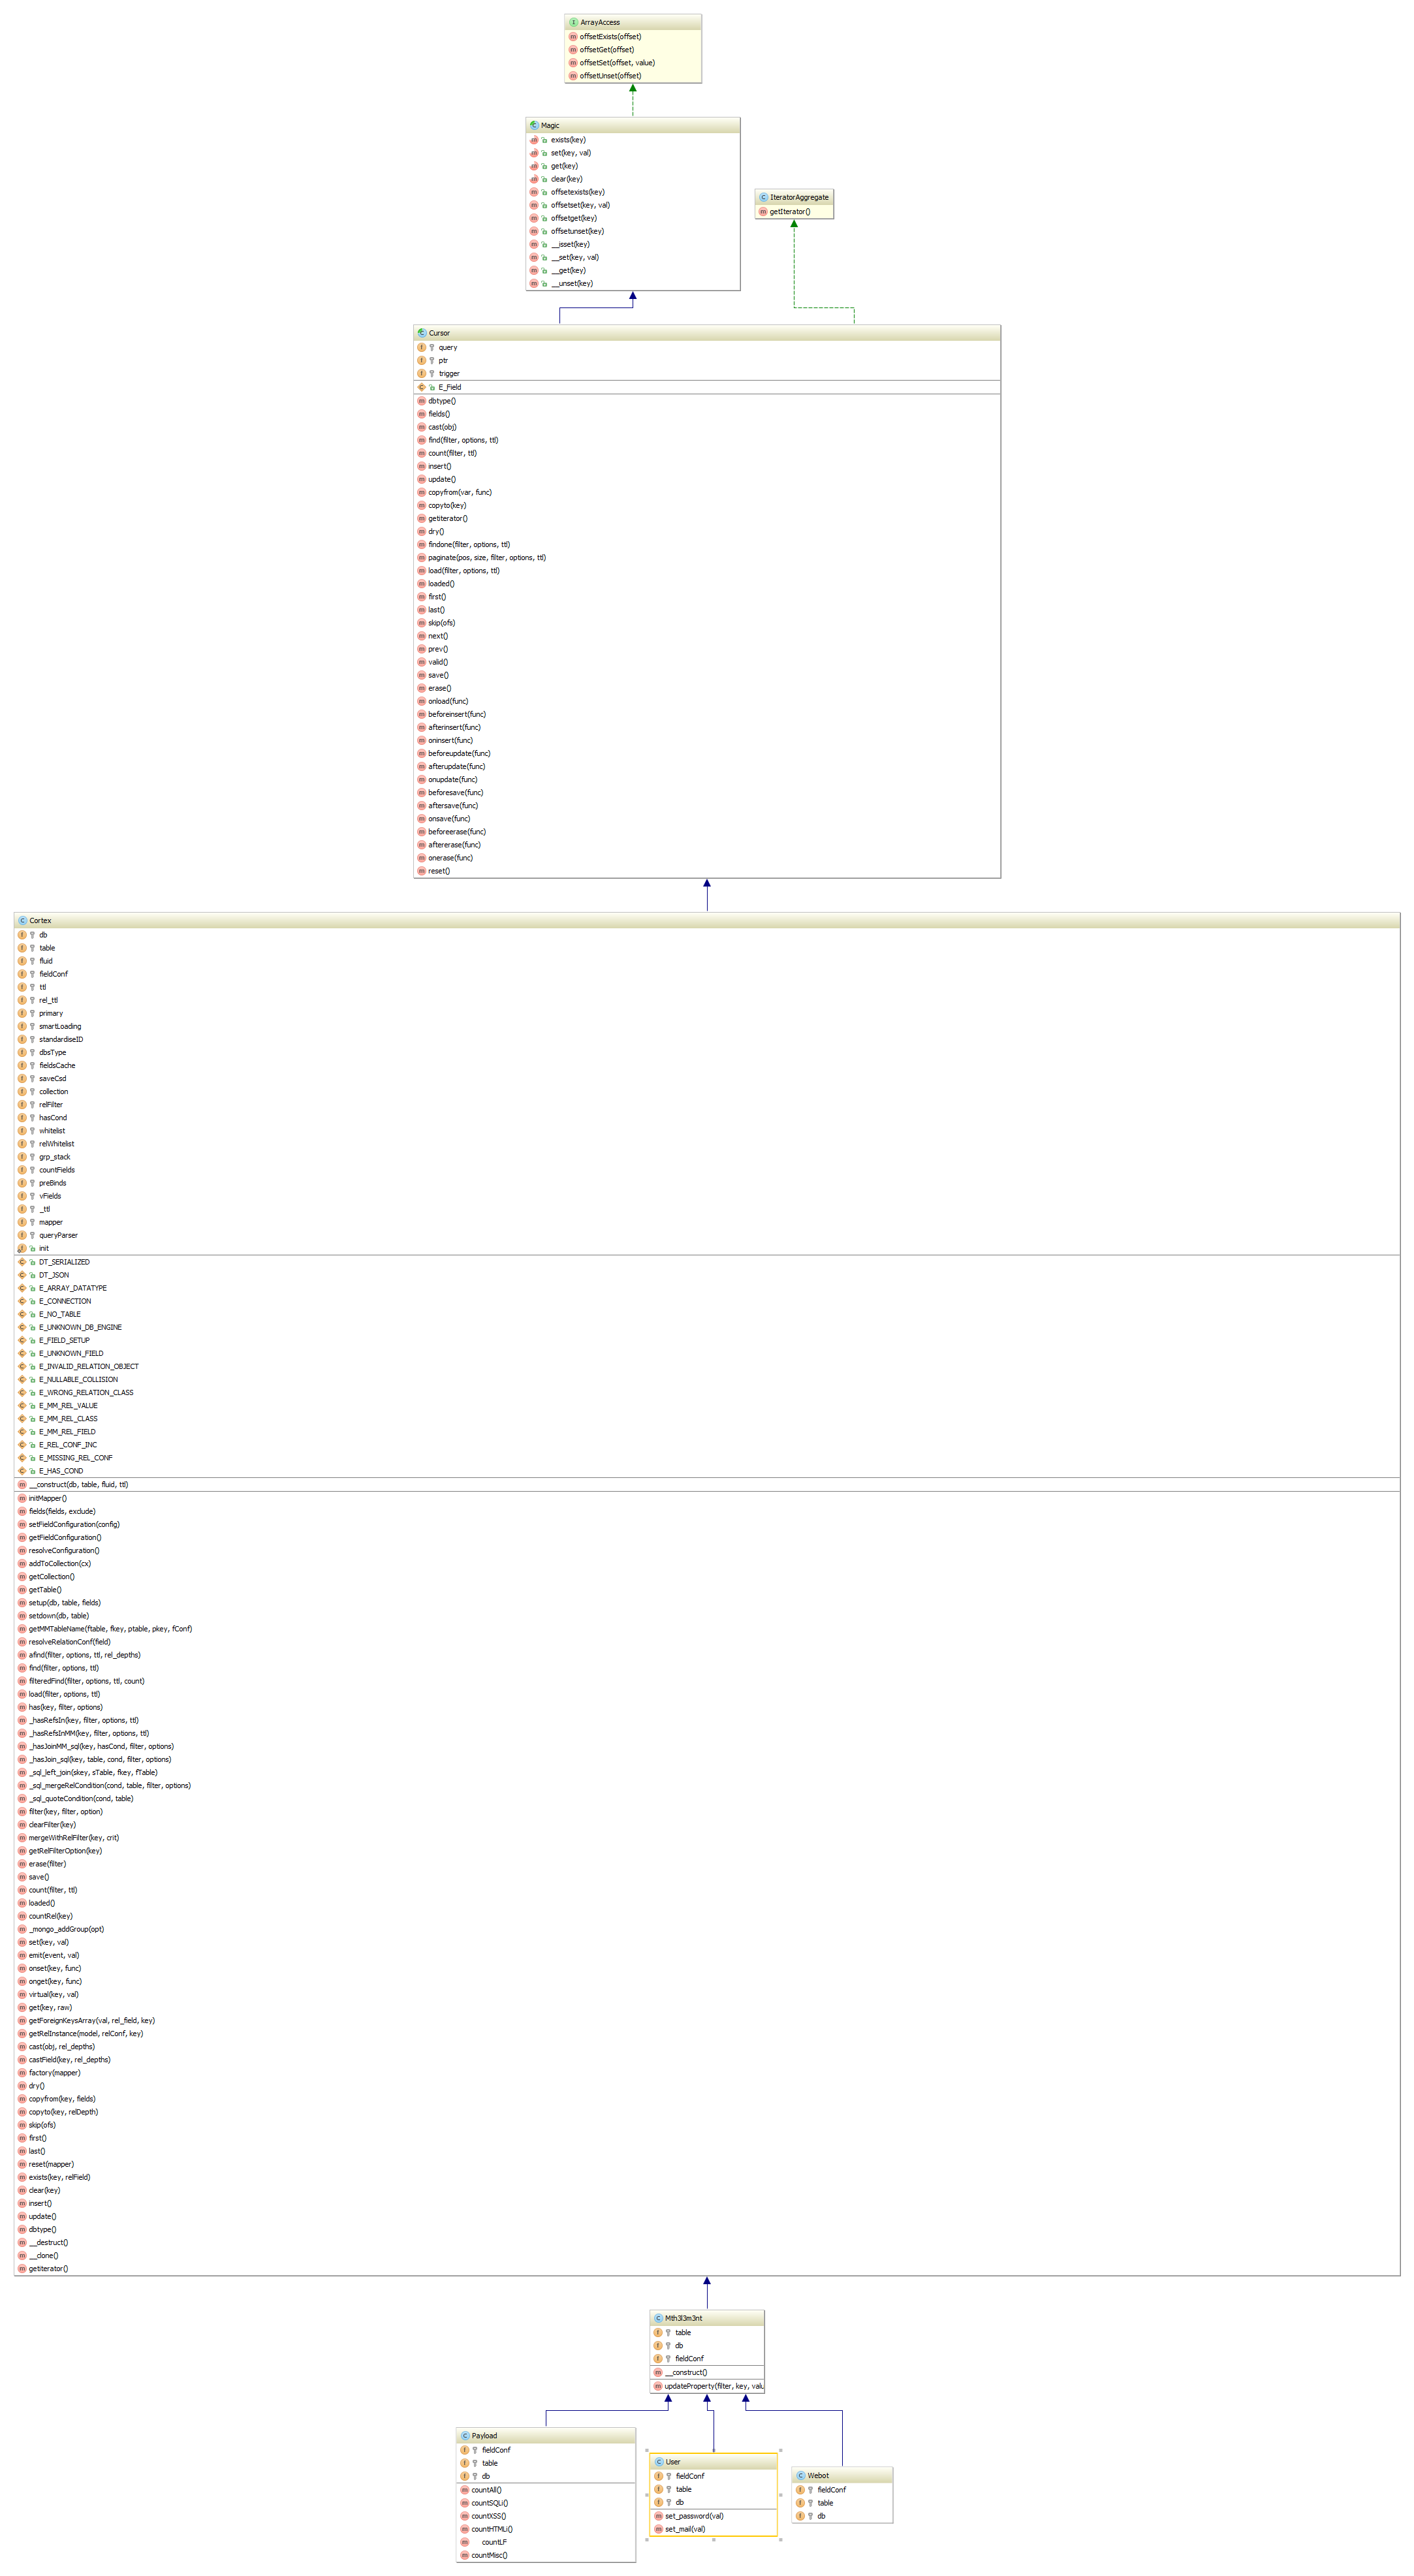 ArrayAccess
offsetExists(offset)
offsetGet(offset)
offsetSet(offset, value)
offsetUnset(offset)
Magic
exists(key)
set(key, val)
get(key)
clear(key)
offsetexists(key)
offsetset(key, val)
offsetget(key)
offsetunset(key)
__isset(key)
__set(key, val)
__get(key)
__unset(key)
IteratorAggregate
getIterator()
Cursor
query
ptr
trigger
E_Field
dbtype()
fields()
cast(obj)
find(filter, options, ttl)
count(filter, ttl)
insert()
update()
copyfrom(var, func)
copyto(key)
getiterator()
dry()
findone(filter, options, ttl)
paginate(pos, size, filter, options, ttl)
load(filter, options, ttl)
loaded()
first()
last()
skip(ofs)
next()
prev()
valid()
save()
erase()
onload(func)
beforeinsert(func)
afterinsert(func)
oninsert(func)
beforeupdate(func)
afterupdate(func)
onupdate(func)
beforesave(func)
aftersave(func)
onsave(func)
beforeerase(func)
aftererase(func)
onerase(func)
reset()
Cortex
db
table
fluid
fieldConf
ttl
rel_ttl
primary
smartLoading
standardiseID
dbsType
fieldsCache
saveCsd
collection
relFilter
hasCond
whitelist
relWhitelist
grp_stack
countFields
preBinds
vFields
_ttl
mapper
queryParser
init
DT_SERIALIZED
DT_JSON
E_ARRAY_DATATYPE
E_CONNECTION
E_NO_TABLE
E_UNKNOWN_DB_ENGINE
E_FIELD_SETUP
E_UNKNOWN_FIELD
E_INVALID_RELATION_OBJECT
E_NULLABLE_COLLISION
E_WRONG_RELATION_CLASS
E_MM_REL_VALUE
E_MM_REL_CLASS
E_MM_REL_FIELD
E_REL_CONF_INC
E_MISSING_REL_CONF
E_HAS_COND
__construct(db, table, fluid, ttl)
initMapper()
fields(fields, exclude)
setFieldConfiguration(config)
getFieldConfiguration()
resolveConfiguration()
addToCollection(cx)
getCollection()
getTable()
setup(db, table, fields)
setdown(db, table)
getMMTableName(ftable, fkey, ptable, pkey, fConf)
resolveRelationConf(field)
afind(filter, options, ttl, rel_depths)
find(filter, options, ttl)
filteredFind(filter, options, ttl, count)
load(filter, options, ttl)
has(key, filter, options)
_hasRefsIn(key, filter, options, ttl)
_hasRefsInMM(key, filter, options, ttl)
_hasJoinMM_sql(key, hasCond, filter, options)
_hasJoin_sql(key, table, cond, filter, options)
_sql_left_join(skey, sTable, fkey, fTable)
_sql_mergeRelCondition(cond, table, filter, options)
_sql_quoteCondition(cond, table)
filter(key, filter, option)
clearFilter(key)
mergeWithRelFilter(key, crit)
getRelFilterOption(key)
erase(filter)
save()
count(filter, ttl)
loaded()
countRel(key)
_mongo_addGroup(opt)
set(key, val)
emit(event, val)
onset(key, func)
onget(key, func)
virtual(key, val)
get(key, raw)
getForeignKeysArray(val, rel_field, key)
getRelInstance(model, relConf, key)
cast(obj, rel_depths)
castField(key, rel_depths)
factory(mapper)
dry()
copyfrom(key, fields)
copyto(key, relDepth)
skip(ofs)
first()
last()
reset(mapper)
exists(key, relField)
clear(key)
insert()
update()
dbtype()
__destruct()
__clone()
getiterator()
Mth3l3m3nt
table
db
fieldConf
__construct()
updateProperty(filter, key, valu
Payload
fieldConf
table
db
countAll()
countSQLi()
countXSS()
countHTMLi()
countLF
countMisc()
User
fieldConf
table
db
set_password(val)
set_mail(val)
Webot
fieldConf
table
db